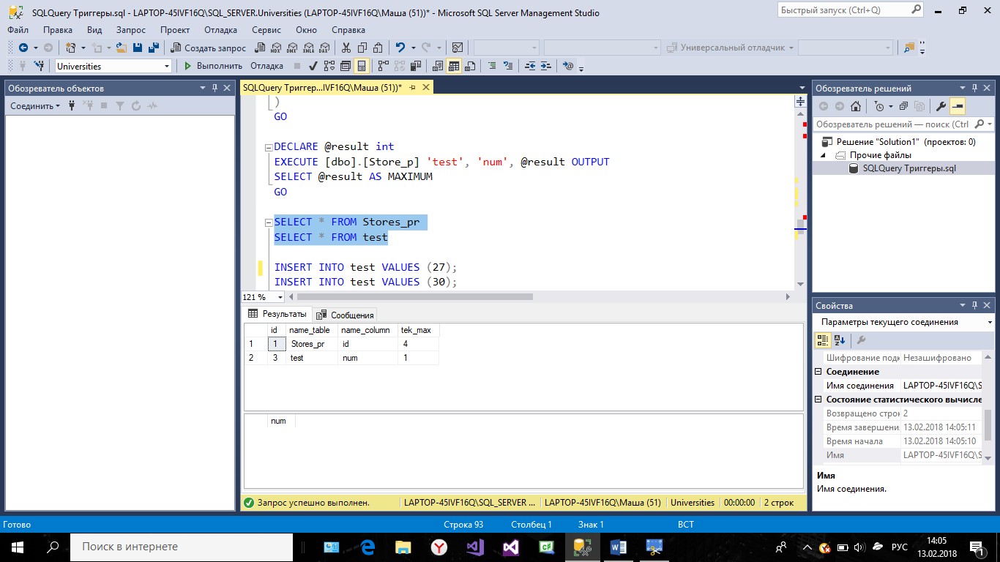 SQLQuery Триггеры.sql - LAPTOP-45IVF16Q\SQL_SERVER.Universities (LAPTOP-45IVF16Q\Маша (51))* - Microsoft SQL Server Management Studio
Быстрый запуск (Ctrl+Q)
Файл Правка Вид Запрос Проект Отладка Сервис Окно Справка
Создать запрос MDX DMX XMLA DAX
Универсальный отладчик
Universities Выполнить Отладка
Обозреватель объектов
Соединить
SQLQuery Триггер...IVF16Q\Маша (51))*
)
GO
DECLARE @result int
EXECUTE [dbo].[Store_p] 'test', 'num', @result OUTPUT
SELECT @result AS MAXIMUM
GO
SELECT * FROM Stores_pr
SELECT * FROM test
INSERT INTO test VALUES (27);
INSERT INTO test VALUES (30);
121 %
Результаты Сообщения
id name_table name_column tek_max
1 1 Stores_pr id 4
2 3 test num 1
num
Запрос успешно выполнен. LAPTOP-45IVF16Q\SQL_SERVER ... LAPTOP-45IVF16Q\Маша (51) Universities 00:00:00 2 строк
Обозреватель решений
Обозреватель решений — поиск (Ctrl
Решение "Solution1" (проектов: 0)
Прочие файлы
SQLQuery Триггеры.sql
Свойства
Параметры текущего соединения
Шифрование подк Незашифровано
Соединение
Имя соединения LAPTOP-45IVF16Q\S
Состояние статистического вычисле
Возвращено строк 2
Время завершени 13.02.2018 14:05:11
Время начала 13.02.2018 14:05:10
Имя LAPTOP-45IVF16Q\S
Имя
Имя соединения.
Готово Строка 93 Столбец 1 Знак 1 ВСТ
Поиск в интернете
РУС
14:05
13.02.2018
1